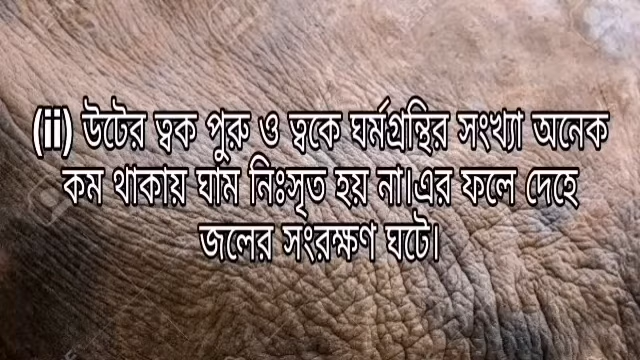 (ii) উটের ত্বক পুরু ও ত্বকে ঘর্মগ্রন্থির সংখ্যা অনেক
কম থাকায় ঘাম নিঃসৃত হয় না।এর ফলে দেহে
জলের সংরক্ষণ ঘটে।